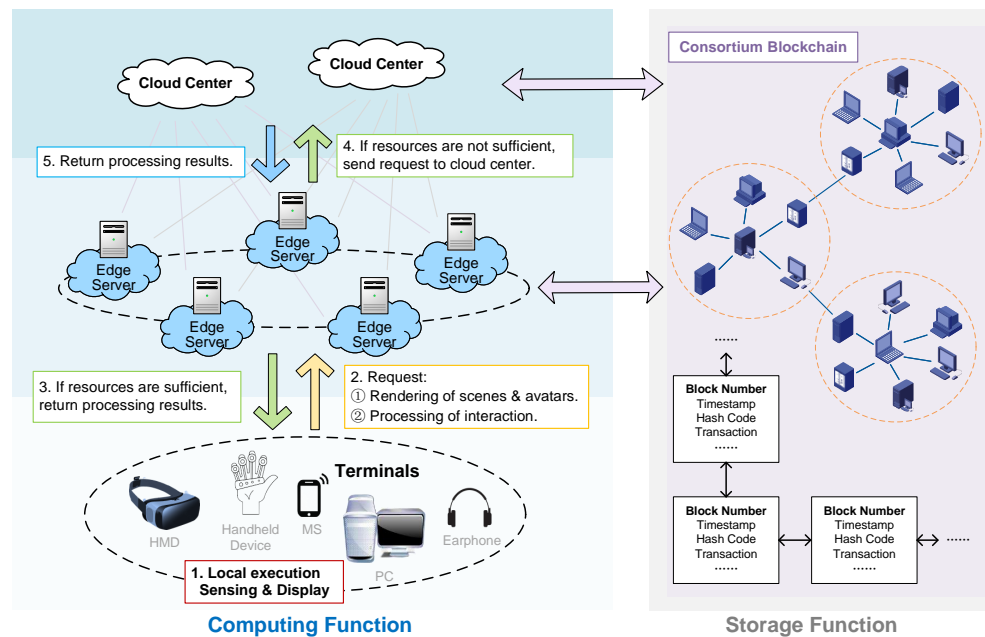 Cloud Center
Cloud Center
5. Return processing results.
4. If resources are not sufficient,
send request to cloud center.
Edge
Server
Edge
Server
Edge
Server
Edge
Server
Edge
Server
3. If resources are sufficient,
return processing results.
2. Request:
① Rendering of scenes & avatars.
② Processing of interaction.
Terminals
HMD
Handheld
Device
MS
PC
Earphone
1. Local execution
Sensing & Display
Computing Function
Consortium Blockchain
......
Block Number
Timestamp
Hash Code
Transaction
......
Block Number
Timestamp
Hash Code
Transaction
......
Block Number
Timestamp
Hash Code
Transaction
......
......
Storage Function